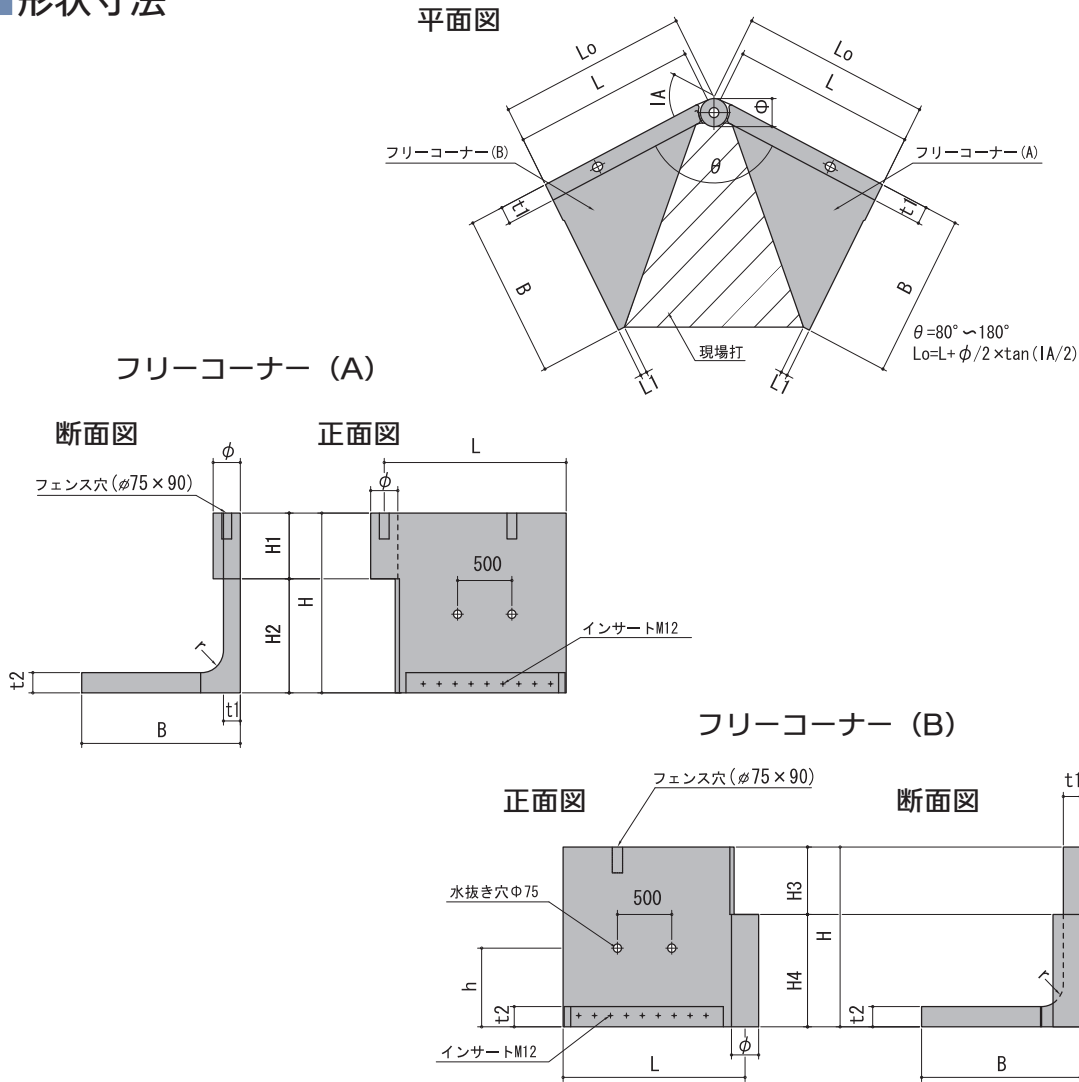 ■形状寸法
平面図
Lo
L
Lo
L
IA
φ
θ
フリーコーナー(B)
フリーコーナー(A)
t1
t1
B
B
L1
L1
現場打
θ=80°～180°
Lo=L+φ/2×tan(IA/2)
フリーコーナー（A）
断面図
正面図
φ
フェンス穴(φ75×90)
H1
H2
H
r
t2
t1
B
L
φ
500
インサートM12
フリーコーナー（B）
正面図
断面図
フェンス穴(φ75×90)
水抜き穴Φ75
500
h
t2
インサートM12
L
φ
H3
H4
H
t1
r
t2
B